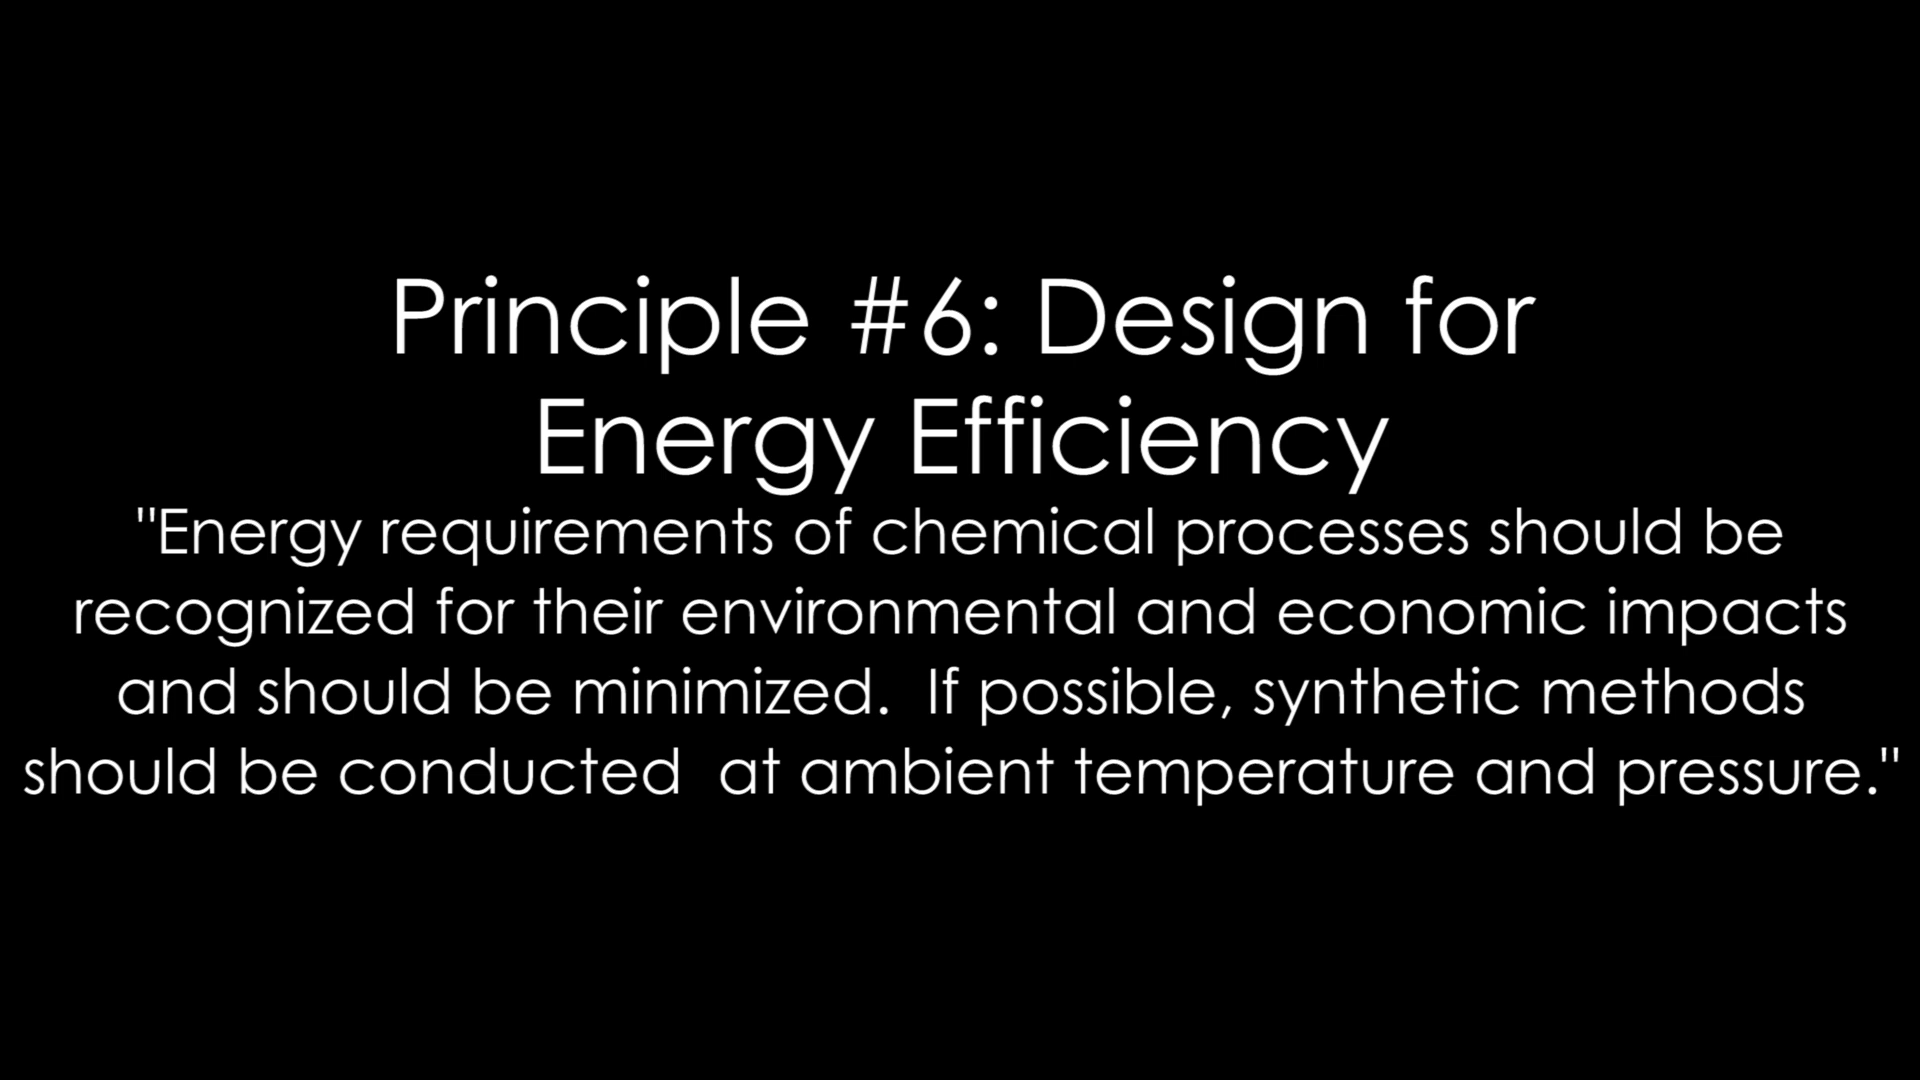 Principle #6: Design for
Energy Efficiency
"Energy requirements of chemical processes should be
recognized for their environmental and economic impacts
and should be minimized.  If possible, synthetic methods
should be conducted  at ambient temperature and pressure."